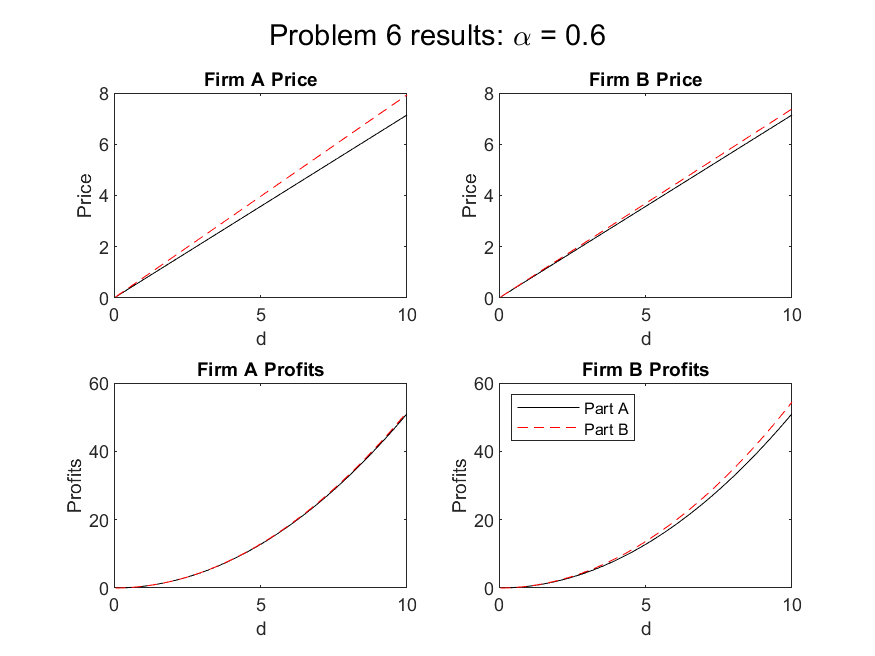 Problem 6 results: α = 0.6
Firm A Price
8
6
4
2
0
Price
0 5 10
d
Firm B Price
8
6
4
2
0
Price
0 5 10
d
Firm A Profits
60
40
20
0
Profits
0 5 10
d
Firm B Profits
60
40
20
0
Profits
Part A
Part B
0 5 10
d